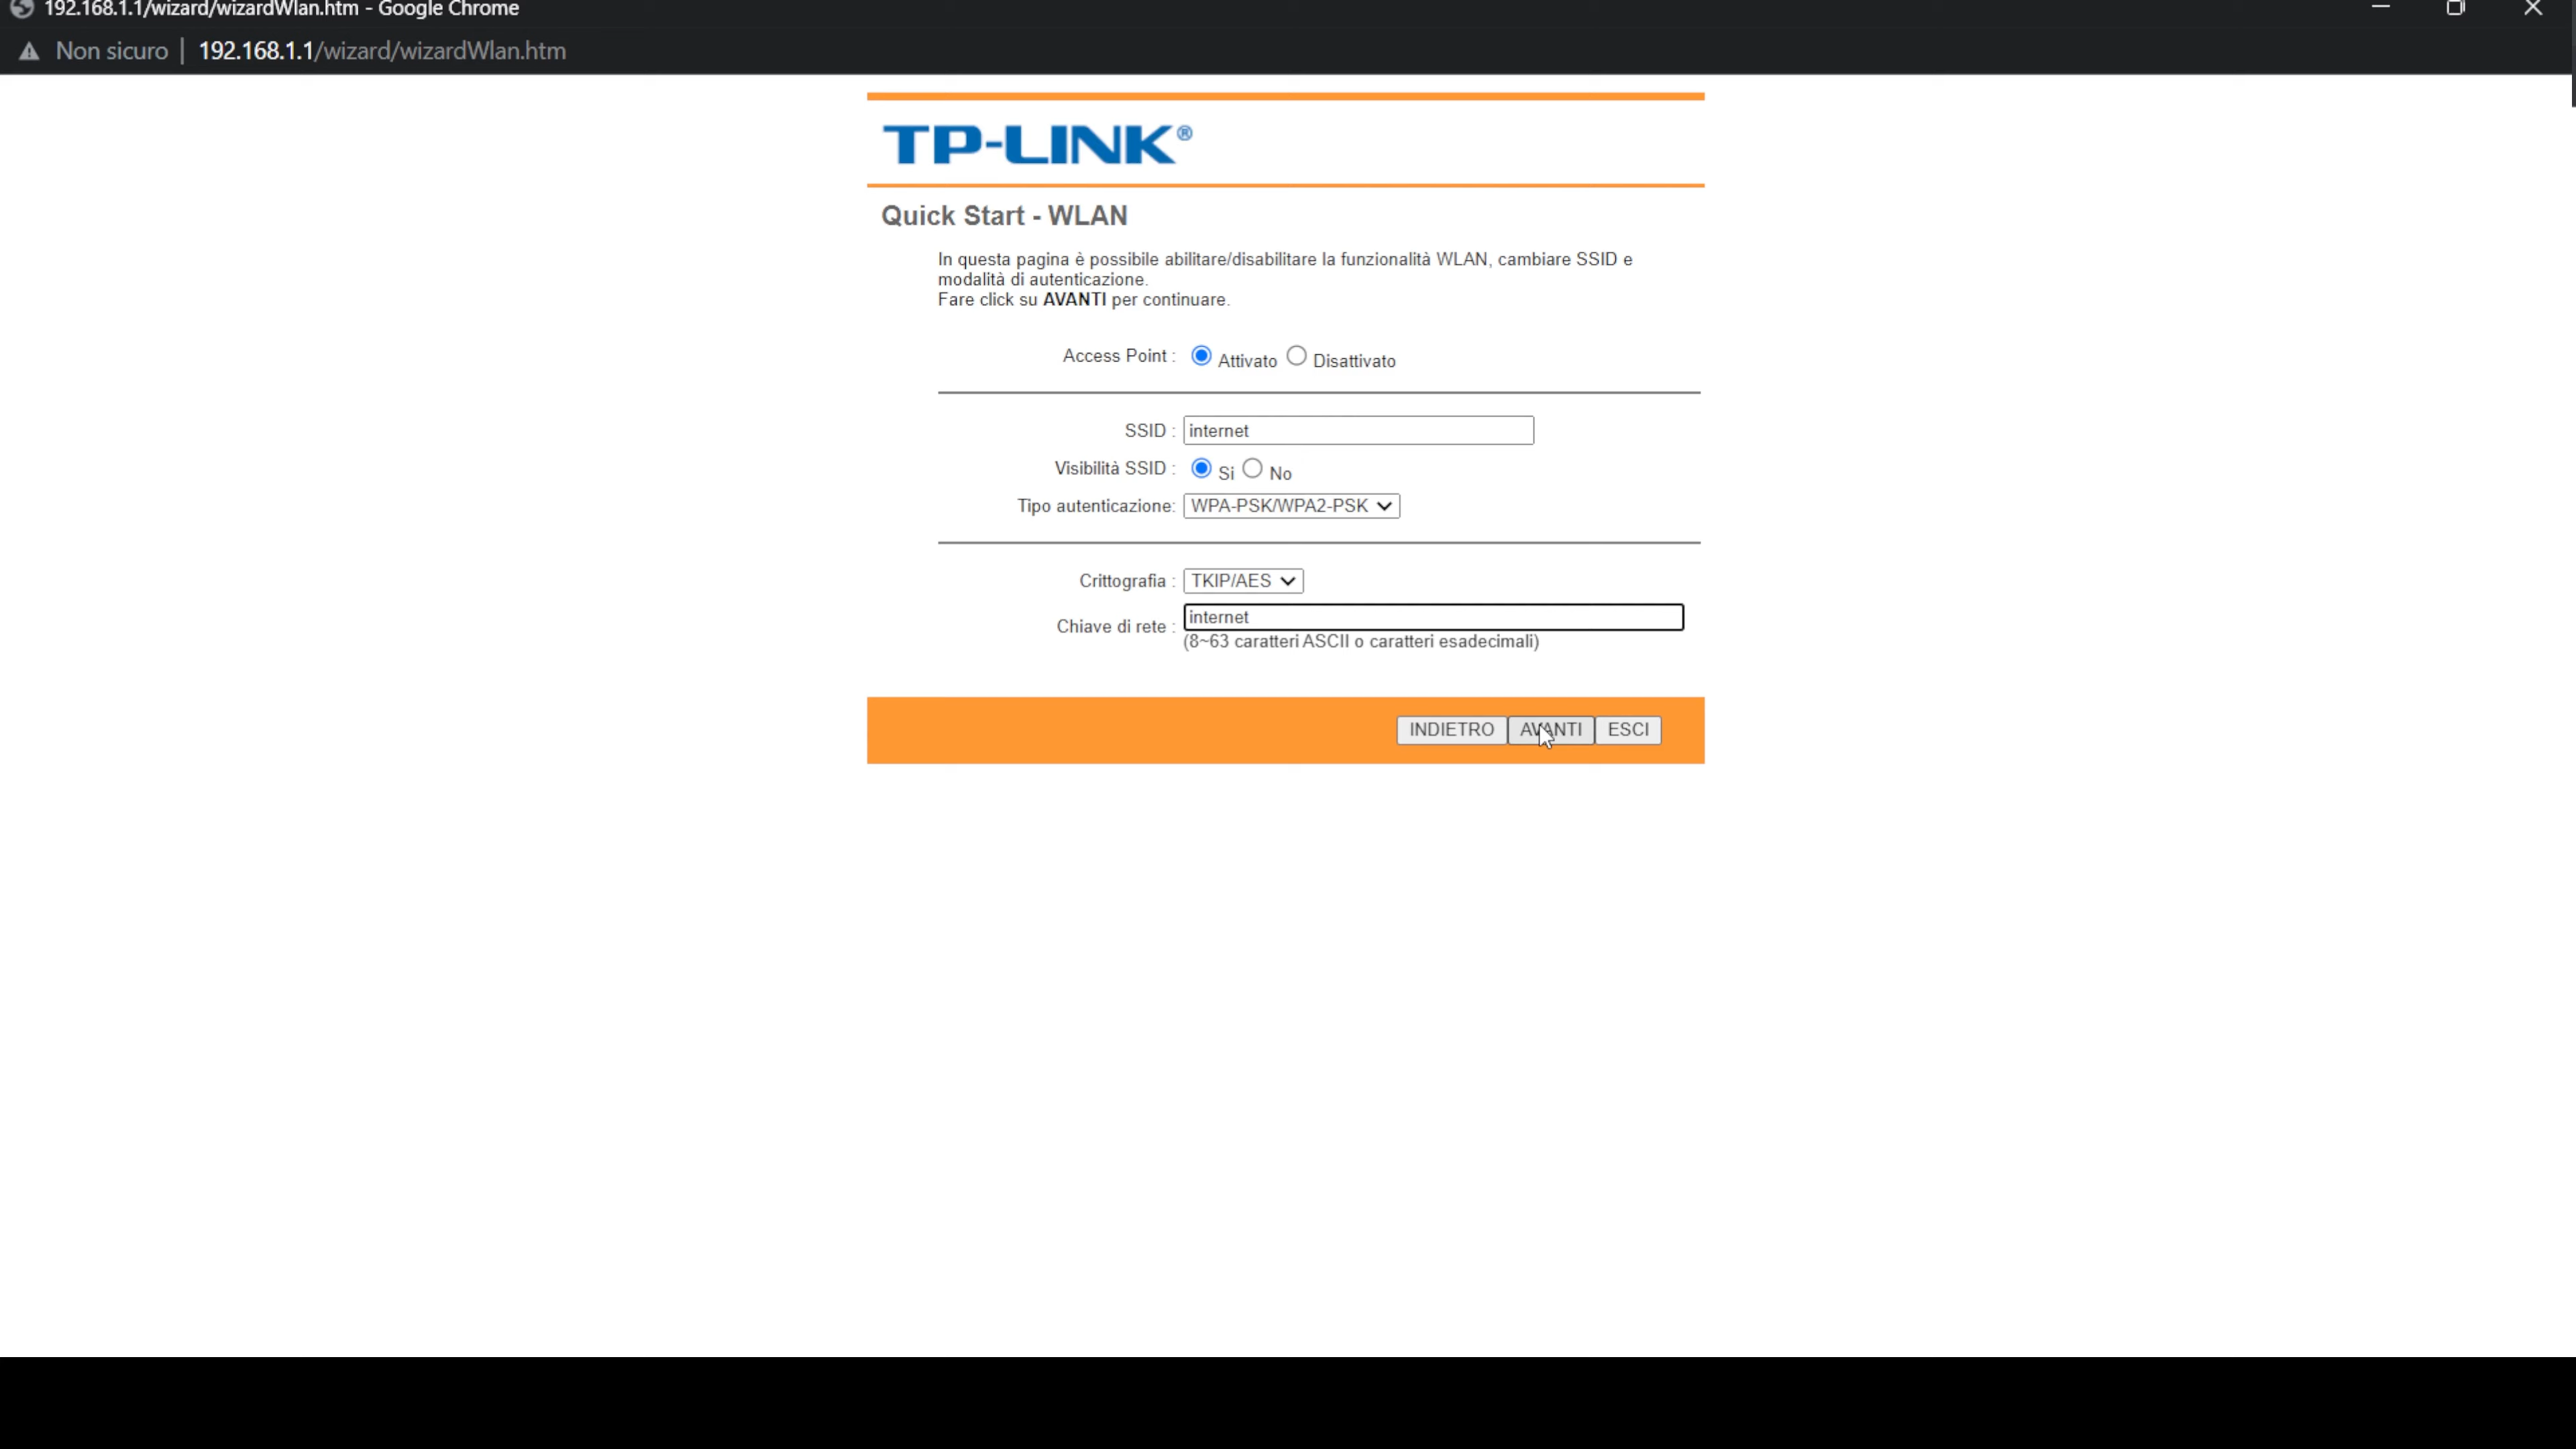 192.168.1.1/wizard/wizardWlan.htm - Google Chrome
Non sicuro | 192.168.1.1/wizard/wizardWlan.htm
TP-LINK®
Quick Start - WLAN
In questa pagina è possibile abilitare/disabilitare la funzionalità WLAN, cambiare SSID e
modalità di autenticazione.
Fare click su AVANTI per continuare.
Access Point : Attivato Disattivato
SSID : internet
Visibilità SSID : Si No
Tipo autenticazione: WPA-PSK/WPA2-PSK
Crittografia : TKIP/AES
Chiave di rete : internet
(8~63 caratteri ASCII o caratteri esadecimali)
INDIETRO AVANTI ESCI